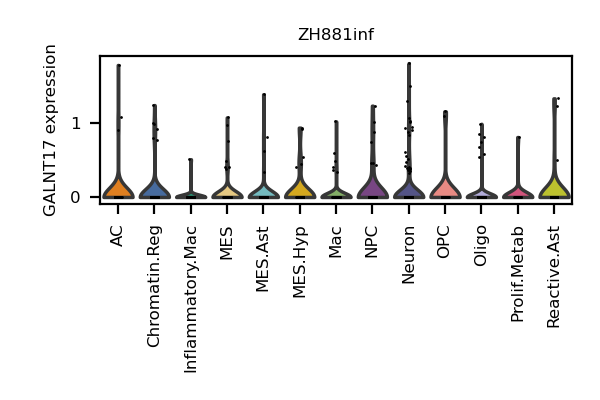 ZH881inf
GALNT17 expression
1
0
AC
Chromatin.Reg
Inflammatory.Mac
MES
MES.Ast
MES.Hyp
Mac
NPC
Neuron
OPC
Oligo
Prolif.Metab
Reactive.Ast